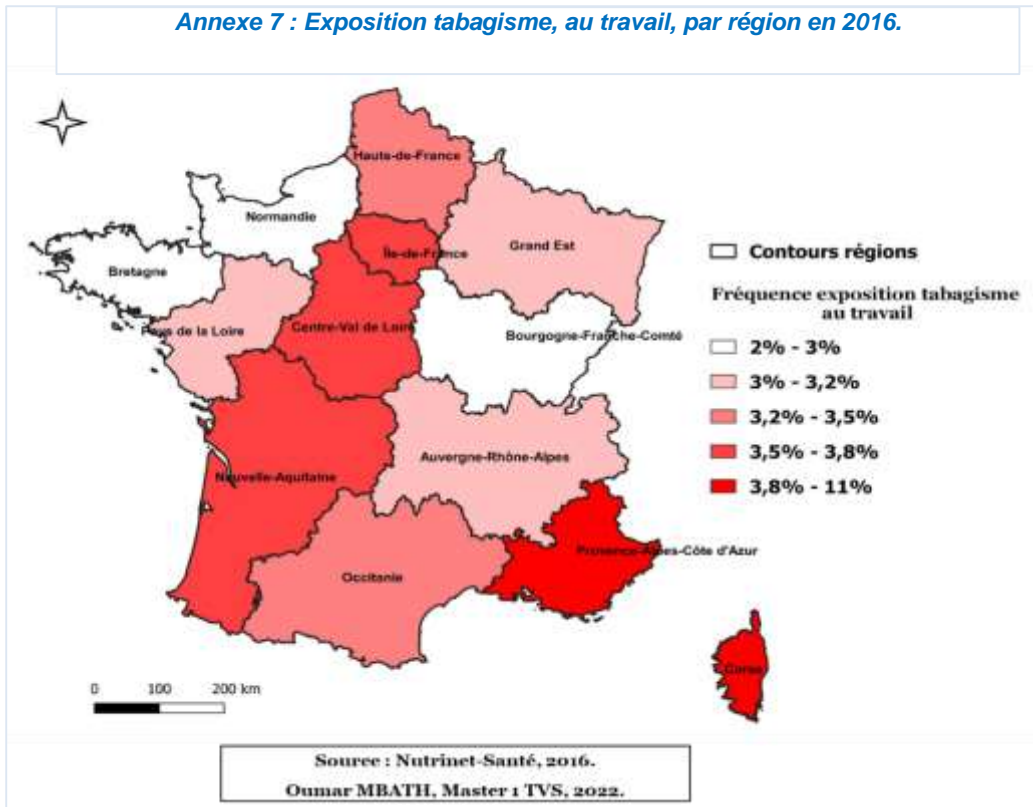 Annexe 7 : Exposition tabagisme, au travail, par région en 2016.
Hauts-de-France
Normandie
Île-de-France
Grand Est
Bretagne
Pays de la Loire
Centre-Val de Loire
Bourgogne-Franche-Comté
Auvergne-Rhône-Alpes
Nouvelle-Aquitaine
Provence-Alpes-Côte d'Azur
Occitanie
Corse
Contours régions
Fréquence exposition tabagisme
au travail
2% - 3%
3% - 3,2%
3,2% - 3,5%
3,5% - 3,8%
3,8% - 11%
0 100 200 km
Source : Nutrinet-Santé, 2016.
Oumar MBATH, Master 1 TVS, 2022.